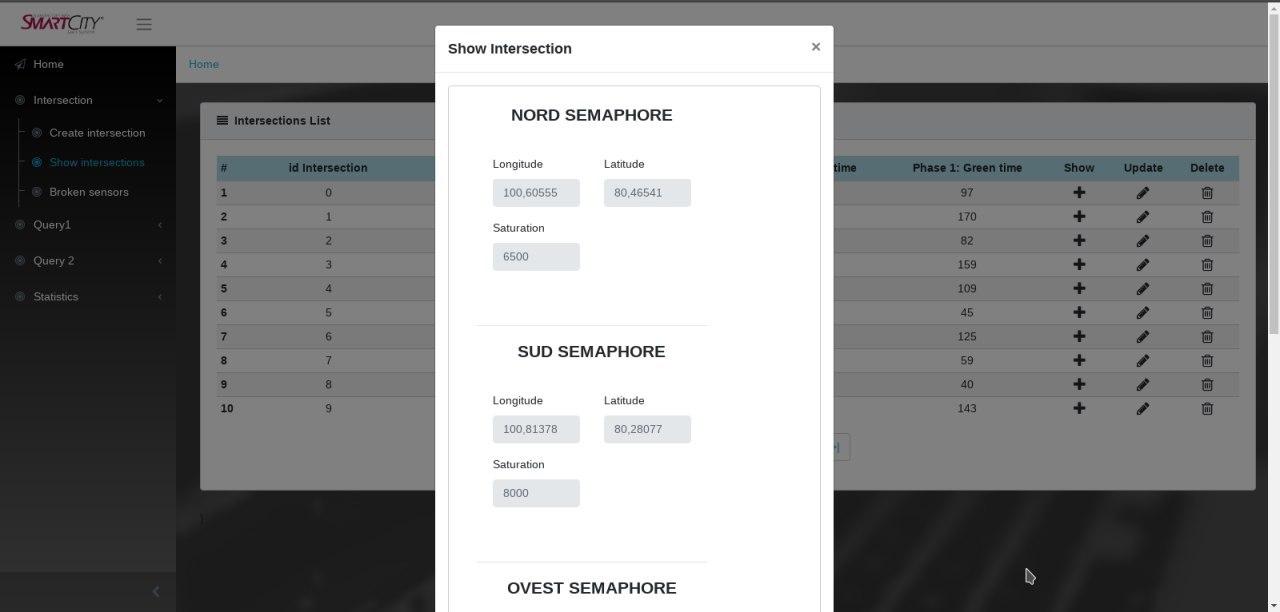 SMARTCITY
Home
Intersection
Create intersection
Show intersections
Broken sensors
Query1
Query 2
Statistics
Home
Intersections List
# id Intersection time Phase 1: Green time Show Update Delete
1 0 97
2 1 170
3 2 82
4 3 159
5 4 109
6 5 45
7 6 125
8 7 59
9 8 40
10 9 143
Show Intersection ×
NORD SEMAPHORE
Longitude Latitude
100,60555 80,46541
Saturation
6500
SUD SEMAPHORE
Longitude Latitude
100,81378 80,28077
Saturation
8000
OVEST SEMAPHORE